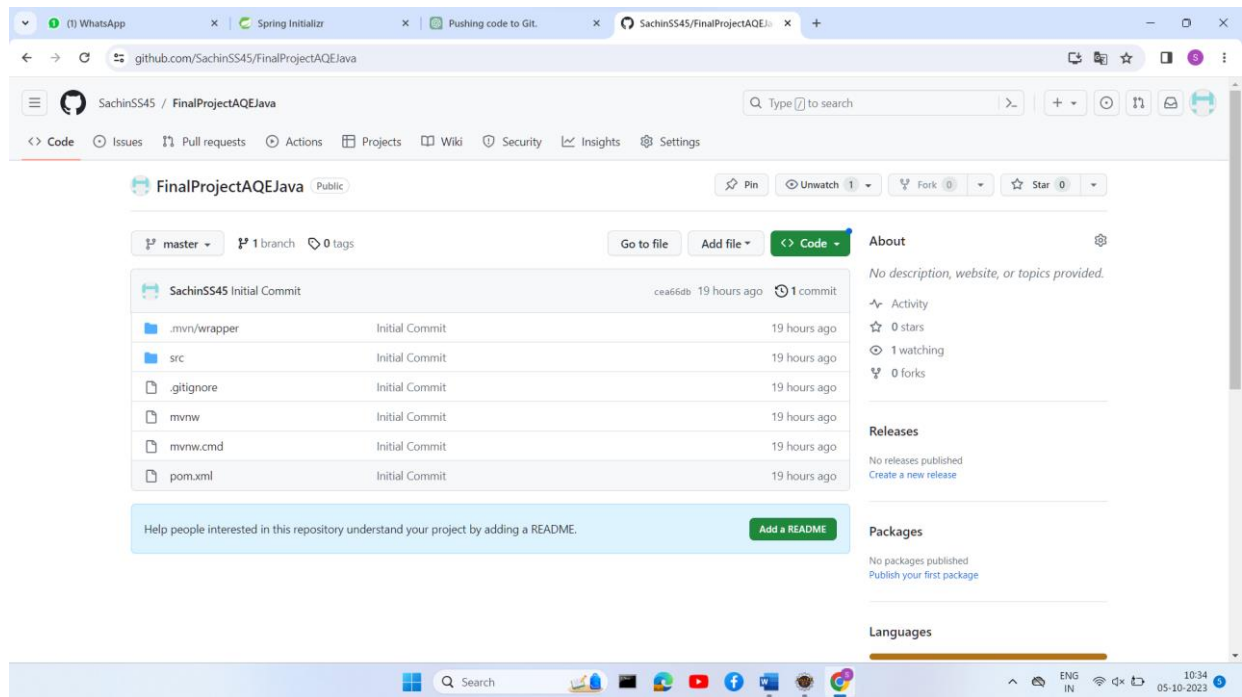 (1) WhatsApp
Spring Initializr
Pushing code to Git.
SachinSS45/FinalProjectAQEJa
github.com/SachinSS45/FinalProjectAQEJava
S
SachinSS45 / FinalProjectAQEJava
Type / to search
Code Issues Pull requests Actions Projects Wiki Security Insights Settings
FinalProjectAQEJava Public
Pin Unwatch 1 Fork 0 Star 0
master 1 branch 0 tags Go to file Add file <> Code
SachinSS45 Initial Commit cea66db 19 hours ago 1 commit
.mvn/wrapper Initial Commit 19 hours ago
src Initial Commit 19 hours ago
.gitignore Initial Commit 19 hours ago
mvnw Initial Commit 19 hours ago
mvnw.cmd Initial Commit 19 hours ago
pom.xml Initial Commit 19 hours ago
Help people interested in this repository understand your project by adding a README. Add a README
About
No description, website, or topics provided.
Activity
0 stars
1 watching
0 forks
Releases
No releases published
Create a new release
Packages
No packages published
Publish your first package
Languages
Search
ENG
IN
10:34
05-10-2023
5